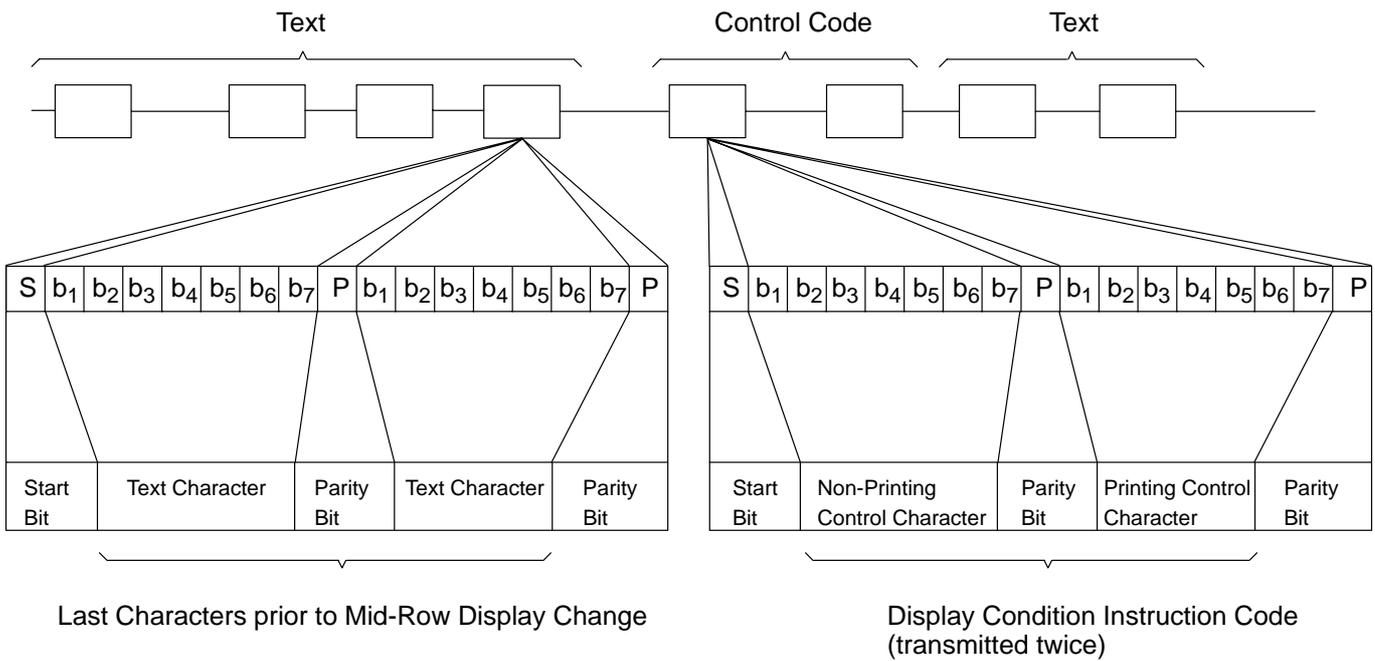 Text Control Code Text
S b1 b2 b3 b4 b5 b6 b7 P b1 b2 b3 b4 b5 b6 b7 P
S b1 b2 b3 b4 b5 b6 b7 P b1 b2 b3 b4 b5 b6 b7 P
Start
Bit
Text Character
Parity
Bit
Text Character
Parity
Bit
Start
Bit
Non-Printing
Control Character
Parity
Bit
Printing Control
Character
Parity
Bit
Last Characters prior to Mid-Row Display Change
Display Condition Instruction Code
(transmitted twice)